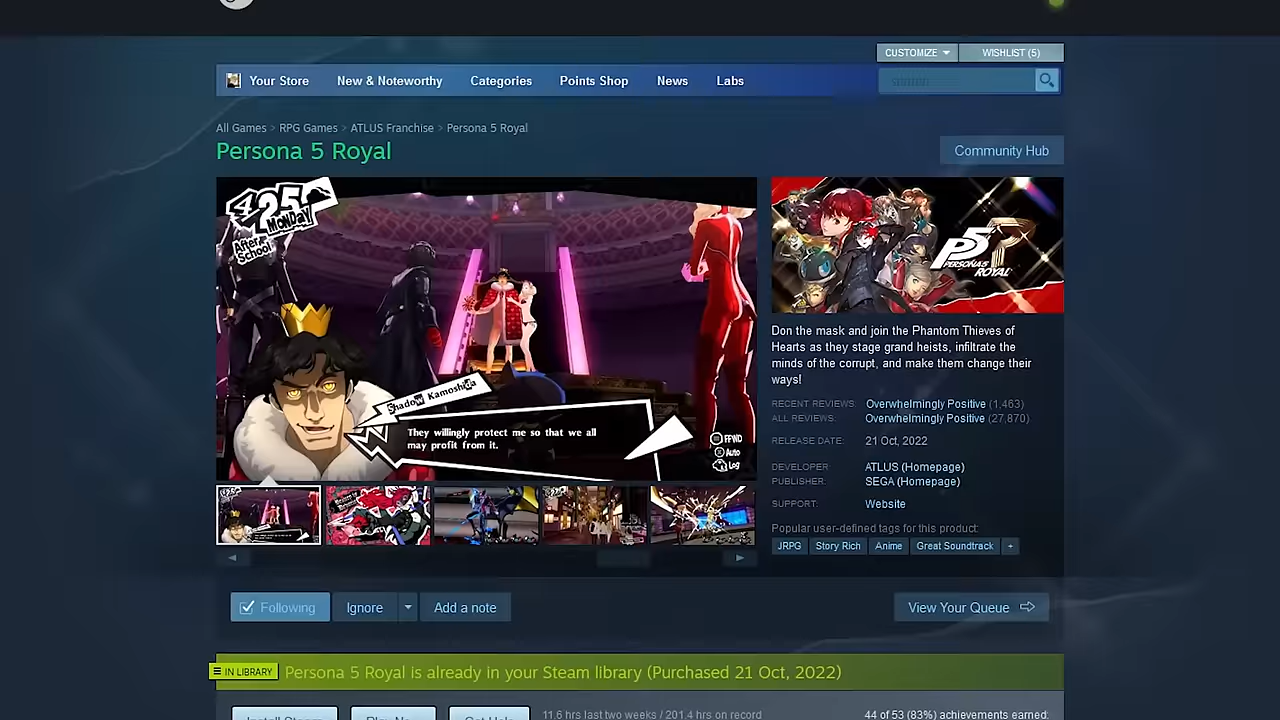 CUSTOMIZE
WISHLIST (5)
Your Store
New & Noteworthy
Categories
Points Shop
News
Labs
All Games > RPG Games > ATLUS Franchise > Persona 5 Royal
Persona 5 Royal
Community Hub
4 25
MONDAY
After
School
P5R
PERSONA5
ROYAL
Don the mask and join the Phantom Thieves of
Hearts as they stage grand heists, infiltrate the
minds of the corrupt, and make them change their
ways!
RECENT REVIEWS: Overwhelmingly Positive (1,463)
ALL REVIEWS: Overwhelmingly Positive (27,870)
RELEASE DATE: 21 Oct, 2022
DEVELOPER: ATLUS (Homepage)
PUBLISHER: SEGA (Homepage)
SUPPORT: Website
Popular user-defined tags for this product:
JRPG
Story Rich
Anime
Great Soundtrack
+
Shadow Kamoshida
They willingly protect me so that we all
may profit from it.
FFWD
Auto
Log
Following
Ignore
Add a note
View Your Queue
IN LIBRARY
Persona 5 Royal is already in your Steam library (Purchased 21 Oct, 2022)
Install Steam
Play Now
Get Help
11.6 hrs last two weeks / 201.4 hrs on record
44 of 53 (83%) achievements earned: